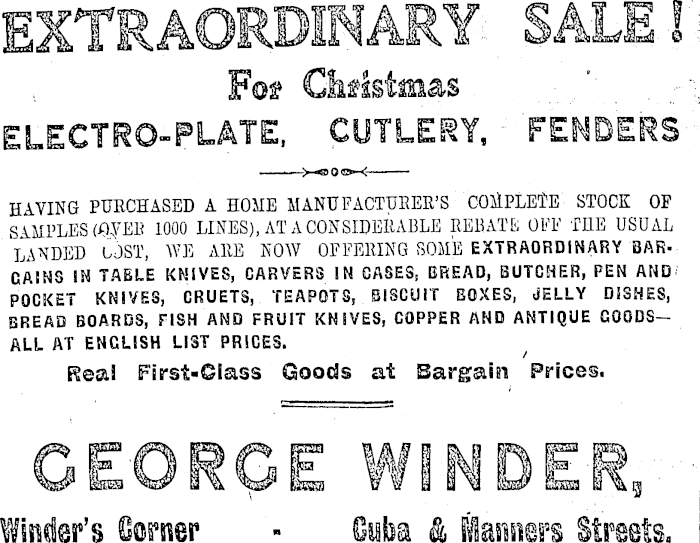 EXTRAORDINARY SALE!
For Christmas
ELECTRO-PLATE, CUTLERY, FENDERS
HAVING PURCHASED A HOME MANUFACTURER'S COMPLETE STOCK OF
SAMPLES (OVER 1000 LINES), AT A CONSIDERABLE REBATE OFF THE USUAL
LANDED COST, WE ARE NOW OFFERING SOME EXTRAORDINARY BAR-
GAINS IN TABLE KNIVES, CARVERS IN CASES, BREAD, BUTCHER, PEN AND
POCKET KNIVES, CRUETS, TEAPOTS, BISCUIT BOXES, JELLY DISHES,
BREAD BOARDS, FISH AND FRUIT KNIVES, COPPER AND ANTIQUE GOODS—
ALL AT ENGLISH LIST PRICES.
Real First-Class Goods at Bargain Prices.
GEORGE WINDER,
Winder's Corner - Cuba & Manners Streets.